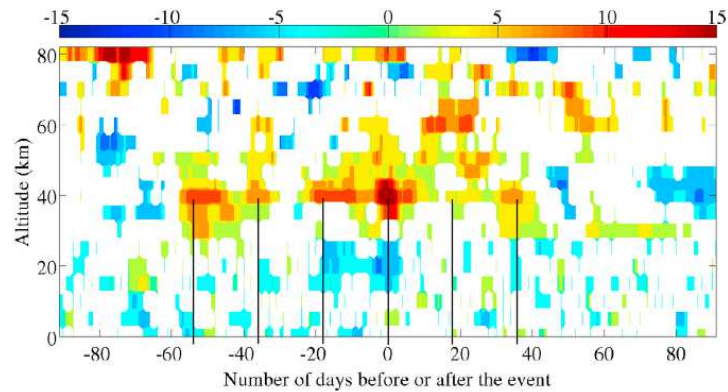 -15 -10 -5 0 5 10 15
80
60
40
20
0
Altitude (km)
-80 -60 -40 -20 0 20 40 60 80
Number of days before or after the event